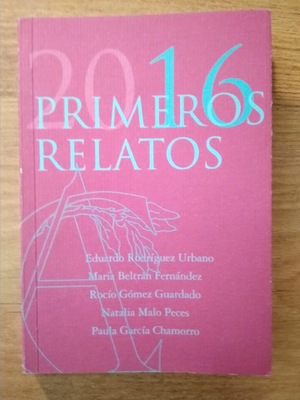 2016
PRIMEROS
RELATOS
Eduardo Rodríguez Urbano
María Beltrán Fernández
Rocío Gómez Guardado
Natalia Malo Peces
Paula García Chamorro